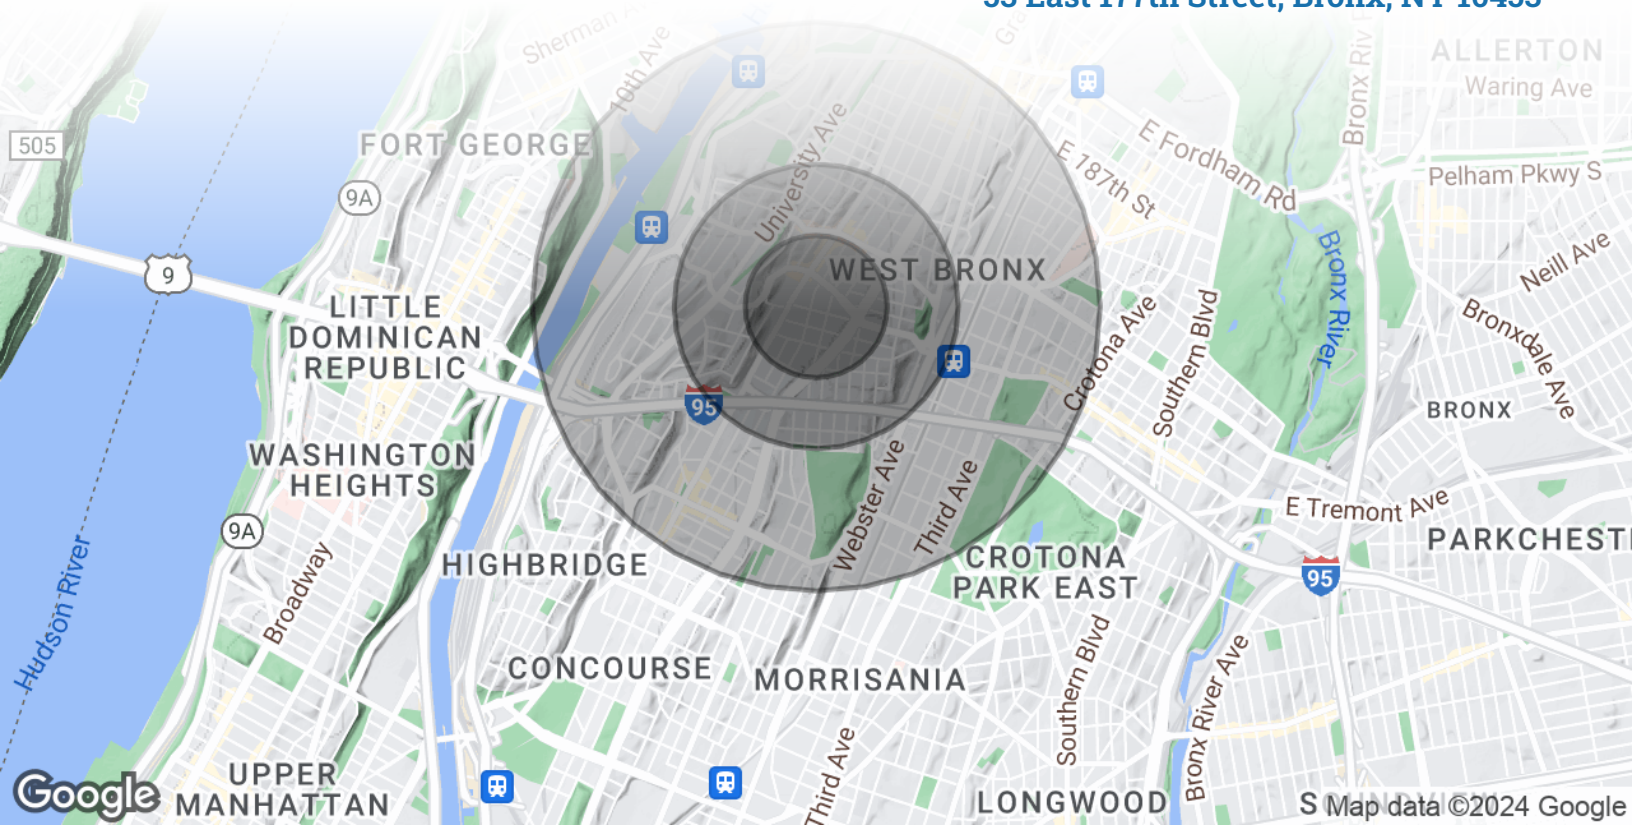 Sherman
10th Ave
ALLERTON
Waring Ave
Bronx Riv
505
FORT GEORGE
9A
University Ave
E Fordham Rd
E 187th St
Pelham Pkwy S
9
WEST BRONX
Bronx River
Neill Ave
LITTLE
DOMINICAN
REPUBLIC
Crotona Ave
Southern Blvd
Bronxdale Ave
95
BRONX
WASHINGTON
HEIGHTS
Webster Ave
Third Ave
E Tremont Ave
9A
PARKCHEST
HIGHBRIDGE
CROTONA
PARK EAST
95
Hudson River
Broadway
CONCOURSE
MORRISANIA
Southern Blvd
Bronx River Ave
UPPER
MANHATTAN
Third Ave
LONGWOOD
Google
Map data ©2024 Google